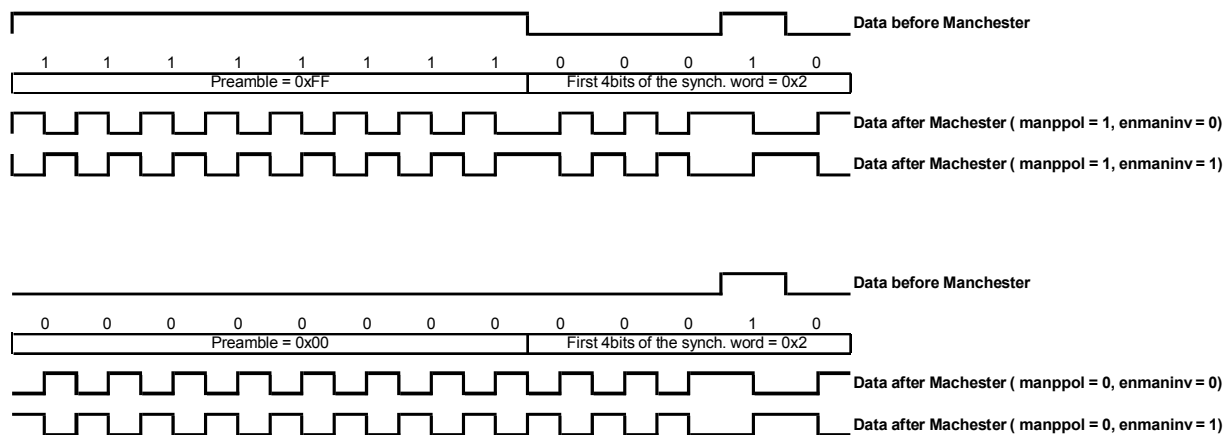 Data before Manchester
1 1 1 1 1 1 1 1 0 0 0 1 0
Preamble = 0xFF First 4bits of the synch. word = 0x2
Data after Machester ( manppol = 1, enmaninv = 0)
Data after Machester ( manppol = 1, enmaninv = 1)
Data before Manchester
0 0 0 0 0 0 0 0 0 0 0 1 0
Preamble = 0x00 First 4bits of the synch. word = 0x2
Data after Machester ( manppol = 0, enmaninv = 0)
Data after Machester ( manppol = 0, enmaninv = 1)